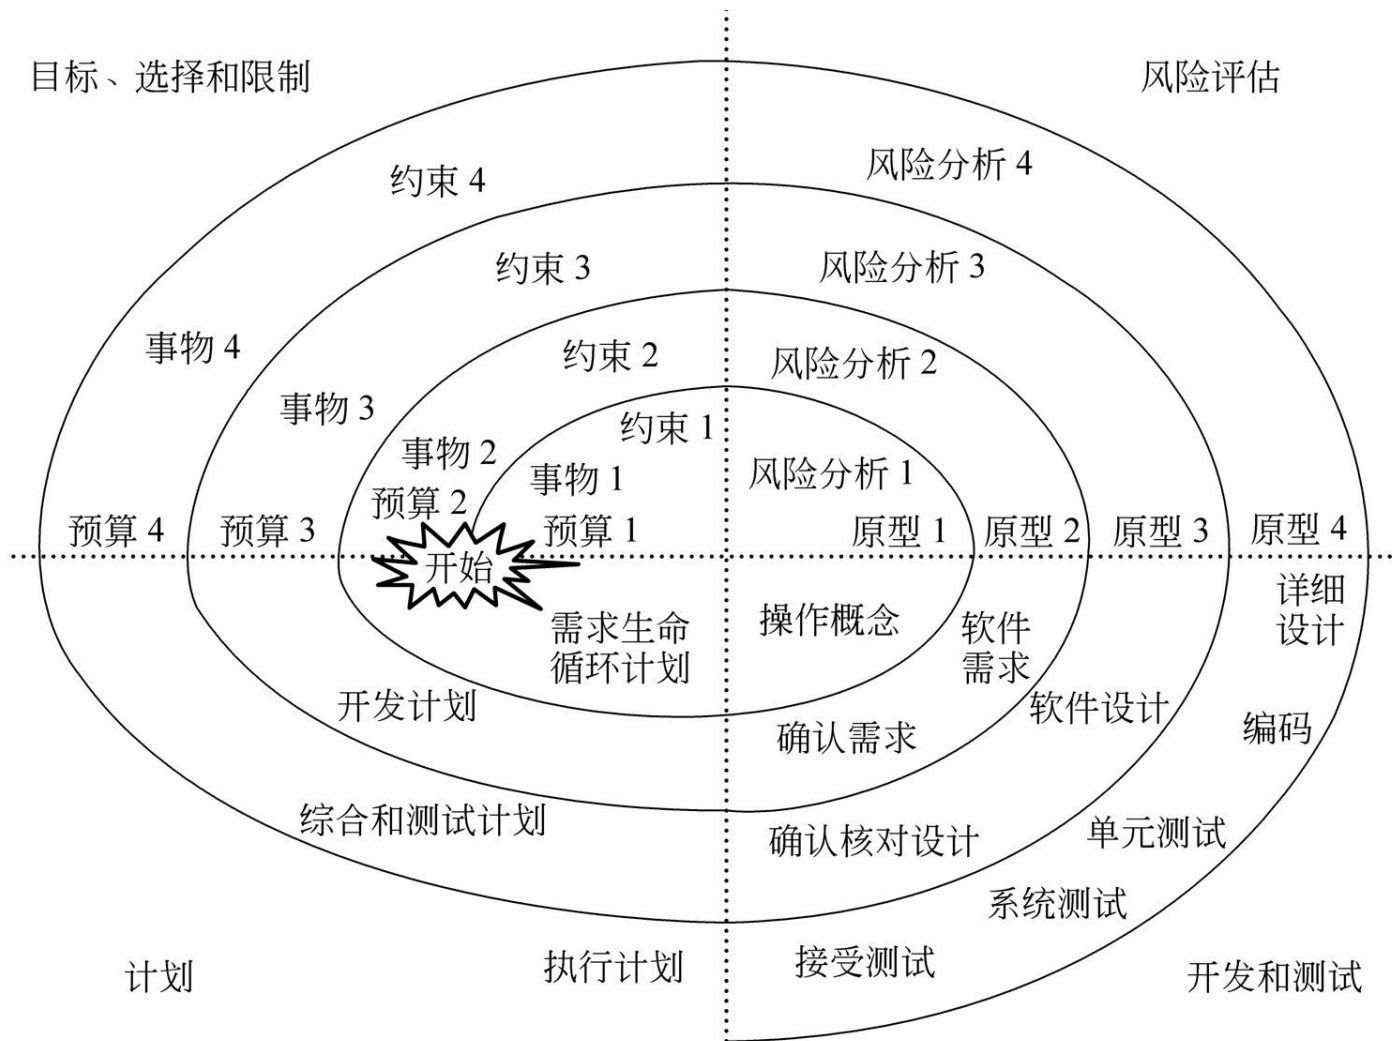 目标、选择和限制
风险评估
约束 4
风险分析 4
约束 3
风险分析 3
事物 4
约束 2
风险分析 2
事物 3
约束 1
事物 2
事物 1
风险分析 1
预算 4
预算 3
预算 2
预算 1
原型 1
原型 2
原型 3
原型 4
开始
详细
设计
需求生命
循环计划
操作概念
软件
需求
开发计划
确认需求
软件设计
编码
综合和测试计划
确认核对设计
单元测试
系统测试
计划
执行计划
接受测试
开发和测试